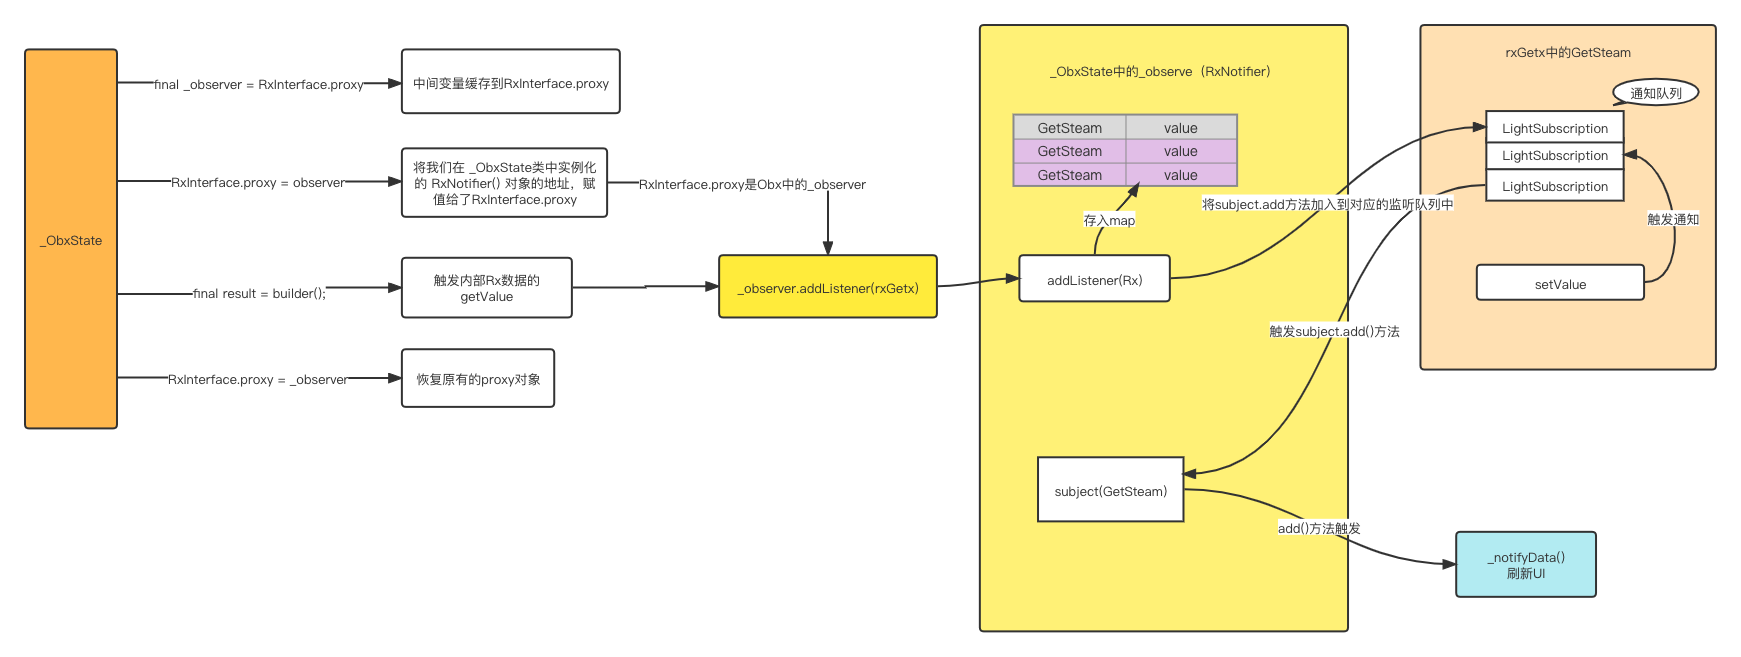 _ObxState
final _observer = RxInterface.proxy
中间变量缓存到RxInterface.proxy
RxInterface.proxy = observer
将我们在 _ObxState类中实例化
的 RxNotifier() 对象的地址，赋
值给了RxInterface.proxy
RxInterface.proxy是Obx中的_observer
final result = builder();
触发内部Rx数据的
getValue
_observer.addListener(rxGetx)
RxInterface.proxy = _observer
恢复原有的proxy对象
_ObxState中的_observe（RxNotifier）
GetSteam value
GetSteam value
GetSteam value
存入map
addListener(Rx)
将subject.add方法加入到对应的监听队列中
触发subject.add()方法
subject(GetSteam)
add()方法触发
rxGetx中的GetSteam
通知队列
LightSubscription
LightSubscription
LightSubscription
触发通知
setValue
_notifyData()
刷新UI